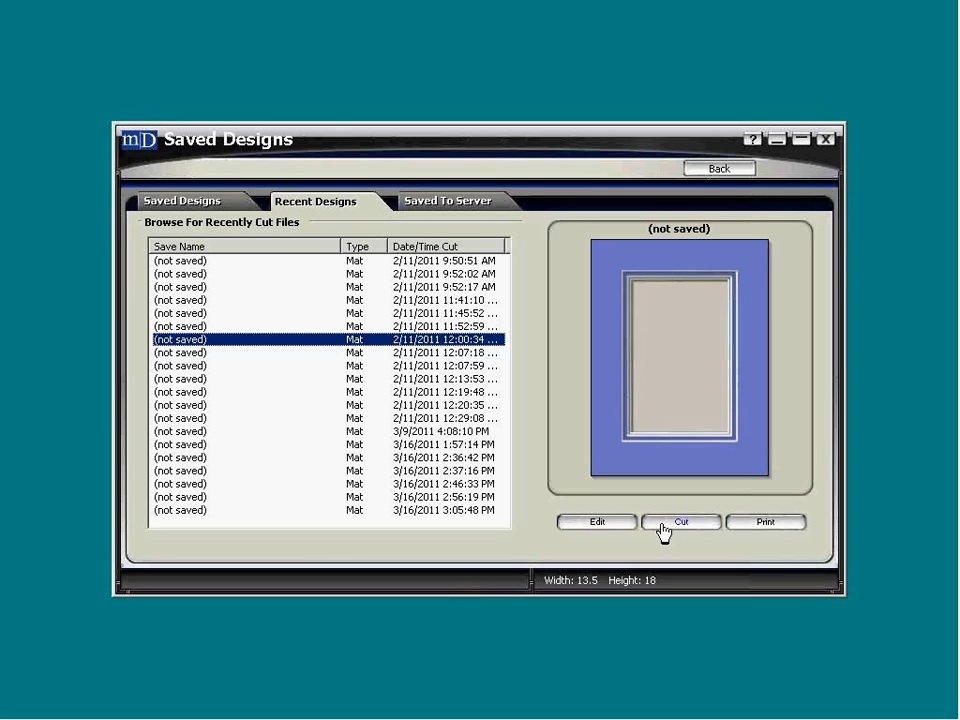 mD Saved Designs
?
X
Back
Saved Designs Recent Designs Saved To Server
Browse For Recently Cut Files
Save Name Type Date/Time Cut
(not saved) Mat 2/11/2011 9:50:51 AM
(not saved) Mat 2/11/2011 9:52:02 AM
(not saved) Mat 2/11/2011 9:52:17 AM
(not saved) Mat 2/11/2011 11:41:10 ...
(not saved) Mat 2/11/2011 11:45:52 ...
(not saved) Mat 2/11/2011 11:52:59 ...
(not saved) Mat 2/11/2011 12:00:34 ...
(not saved) Mat 2/11/2011 12:07:18 ...
(not saved) Mat 2/11/2011 12:07:59 ...
(not saved) Mat 2/11/2011 12:13:53 ...
(not saved) Mat 2/11/2011 12:19:48 ...
(not saved) Mat 2/11/2011 12:20:35 ...
(not saved) Mat 2/11/2011 12:29:08 ...
(not saved) Mat 3/9/2011 4:08:10 PM
(not saved) Mat 3/16/2011 1:57:14 PM
(not saved) Mat 3/16/2011 2:36:42 PM
(not saved) Mat 3/16/2011 2:37:16 PM
(not saved) Mat 3/16/2011 2:46:33 PM
(not saved) Mat 3/16/2011 2:56:19 PM
(not saved) Mat 3/16/2011 3:05:48 PM
(not saved)
Edit Cut Print
Width: 13.5 Height: 18